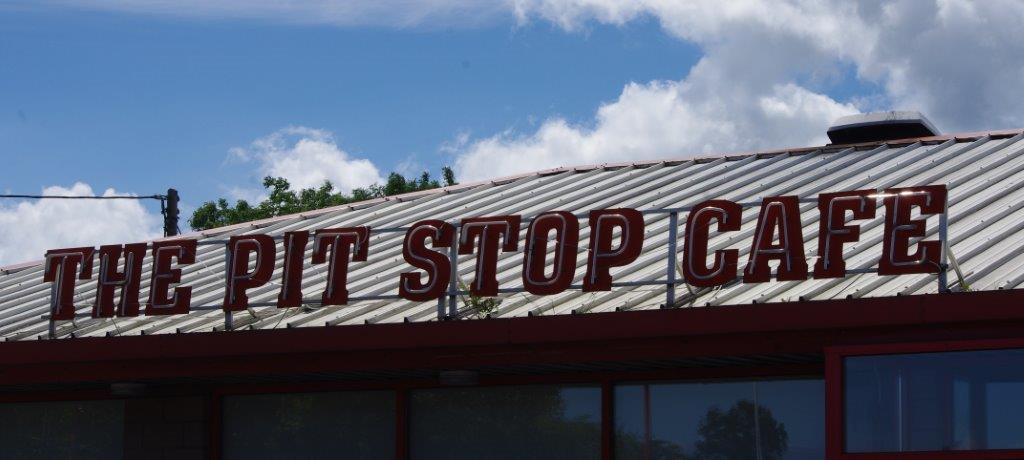 THE PIT STOP CAFE